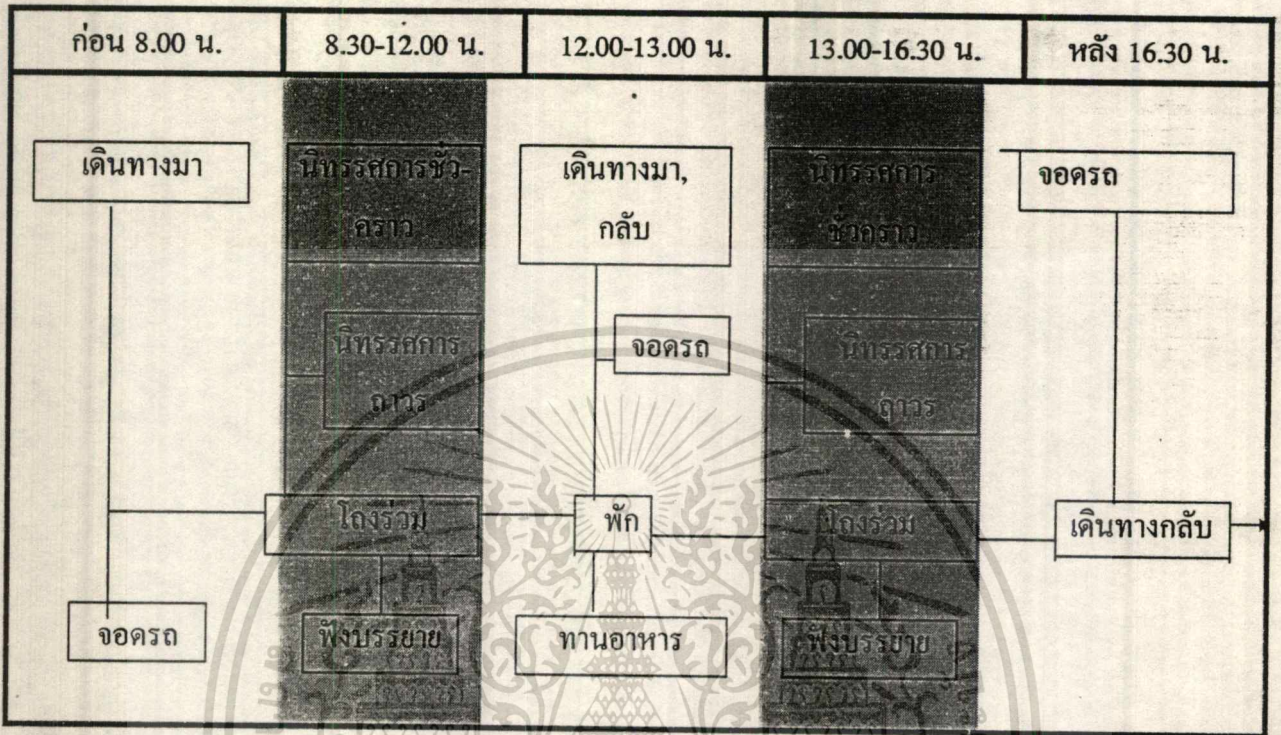 ก่อน 8.00 น. 8.30-12.00 น. 12.00-13.00 น. 13.00-16.30 น. หลัง 16.30 น.
เดินทางมา
นิทรรศการชั่ว-
คราว
เดินทางมา,
กลับ
นิทรรศการ
ชั่วคราว
จอดรถ
นิทรรศการ
ถาวร
จอดรถ
นิทรรศการ
ถาวร
โถงร่วม
พัก
โถงร่วม
เดินทางกลับ
จอดรถ
ฟังบรรยาย
ทานอาหาร
ฟังบรรยาย